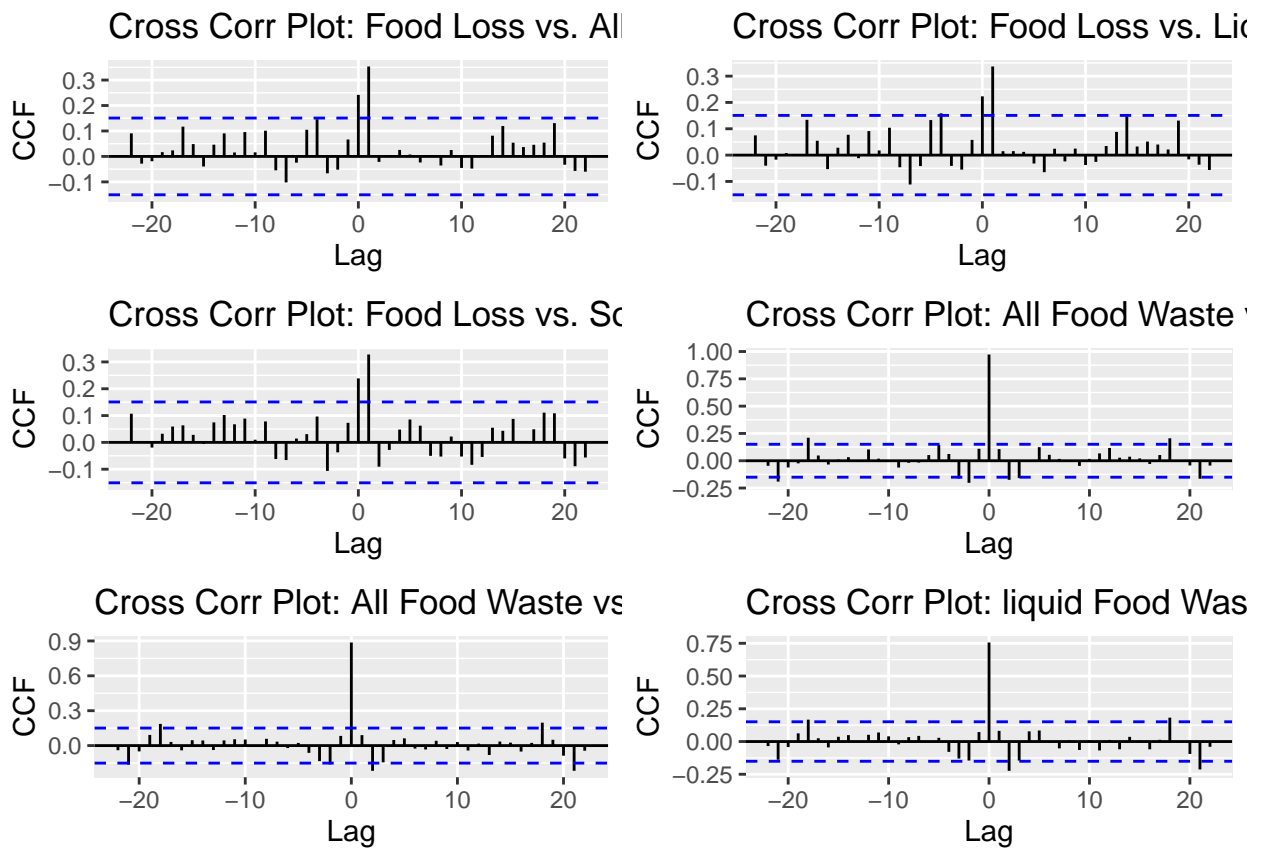 Cross Corr Plot: Food Loss vs. All
0.3
0.2
0.1
0.0
−0.1
CCF
−20 −10 0 10 20
Lag
Cross Corr Plot: Food Loss vs. Lic
0.3
0.2
0.1
0.0
−0.1
CCF
−20 −10 0 10 20
Lag
Cross Corr Plot: Food Loss vs. So
0.3
0.2
0.1
0.0
−0.1
CCF
−20 −10 0 10 20
Lag
Cross Corr Plot: All Food Waste
1.00
0.75
0.50
0.25
0.00
−0.25
CCF
−20 −10 0 10 20
Lag
Cross Corr Plot: All Food Waste vs
0.9
0.6
0.3
0.0
CCF
−20 −10 0 10 20
Lag
Cross Corr Plot: liquid Food Was
0.75
0.50
0.25
0.00
−0.25
CCF
−20 −10 0 10 20
Lag